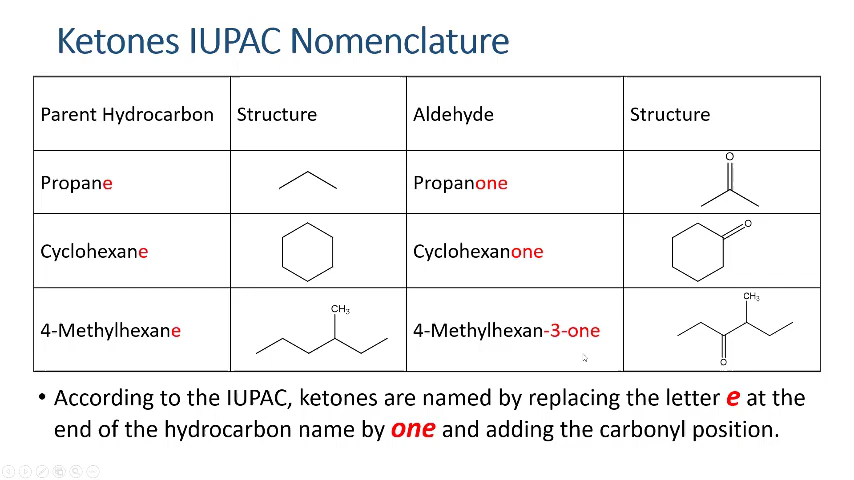 Ketones IUPAC Nomenclature
Parent Hydrocarbon Structure Aldehyde Structure
Propane Propanone O
Cyclohexane Cyclohexanone O
4-Methylhexane CH3 4-Methylhexan-3-one CH3 O
• According to the IUPAC, ketones are named by replacing the letter e at the
end of the hydrocarbon name by one and adding the carbonyl position.